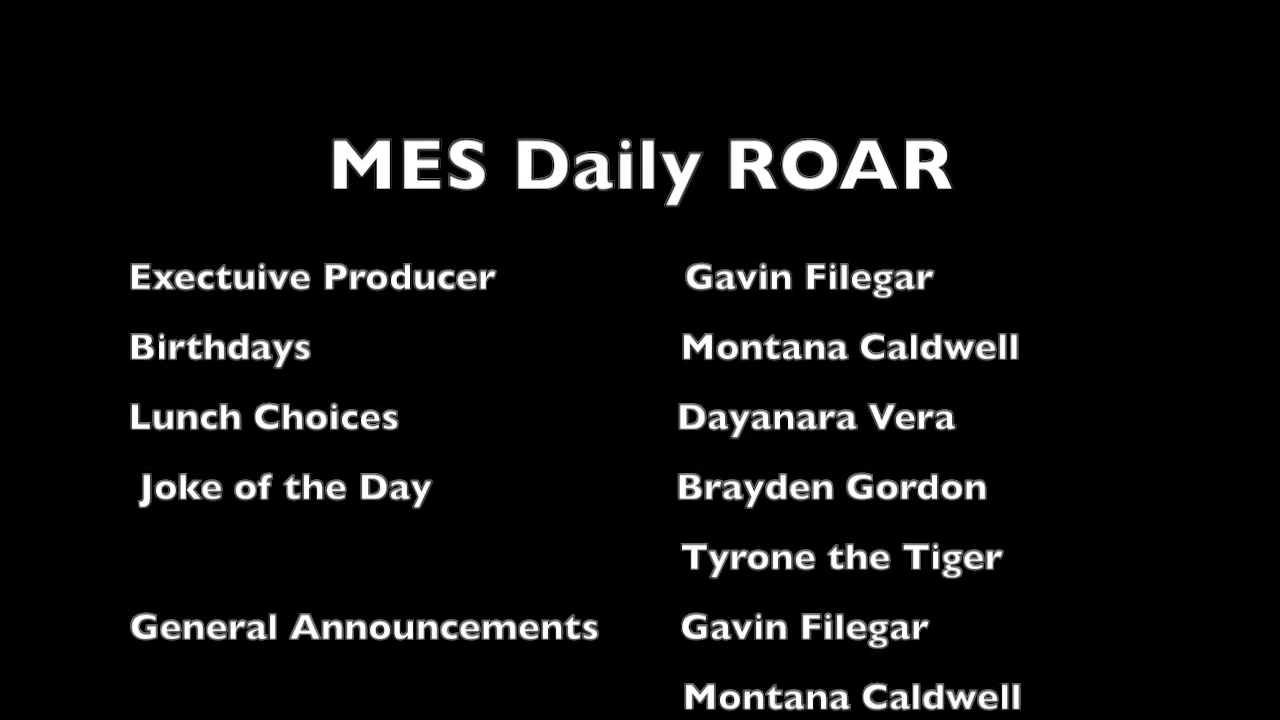 MES Daily ROAR
Exectuive Producer Gavin Filegar
Birthdays Montana Caldwell
Lunch Choices Dayanara Vera
Joke of the Day Brayden Gordon
Tyrone the Tiger
General Announcements Gavin Filegar
Montana Caldwell